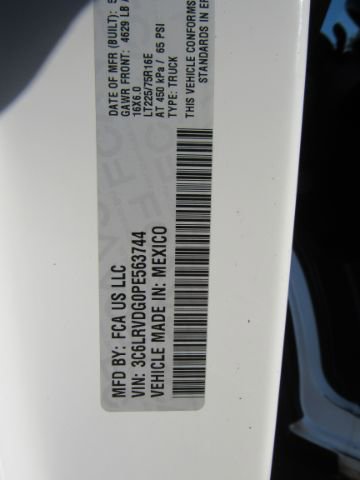 MFD BY: FCA US LLC
DATE OF MFR (BUILT):
GAWR FRONT: 4629 LB
16X6.0
LT225/75R16E
AT 450 kPa / 65 PSI
TYPE: TRUCK
THIS VEHICLE CONFORMS
STANDARDS IN
VIN: 3C6LRVDG0PE563744
VEHICLE MADE IN: MEXICO